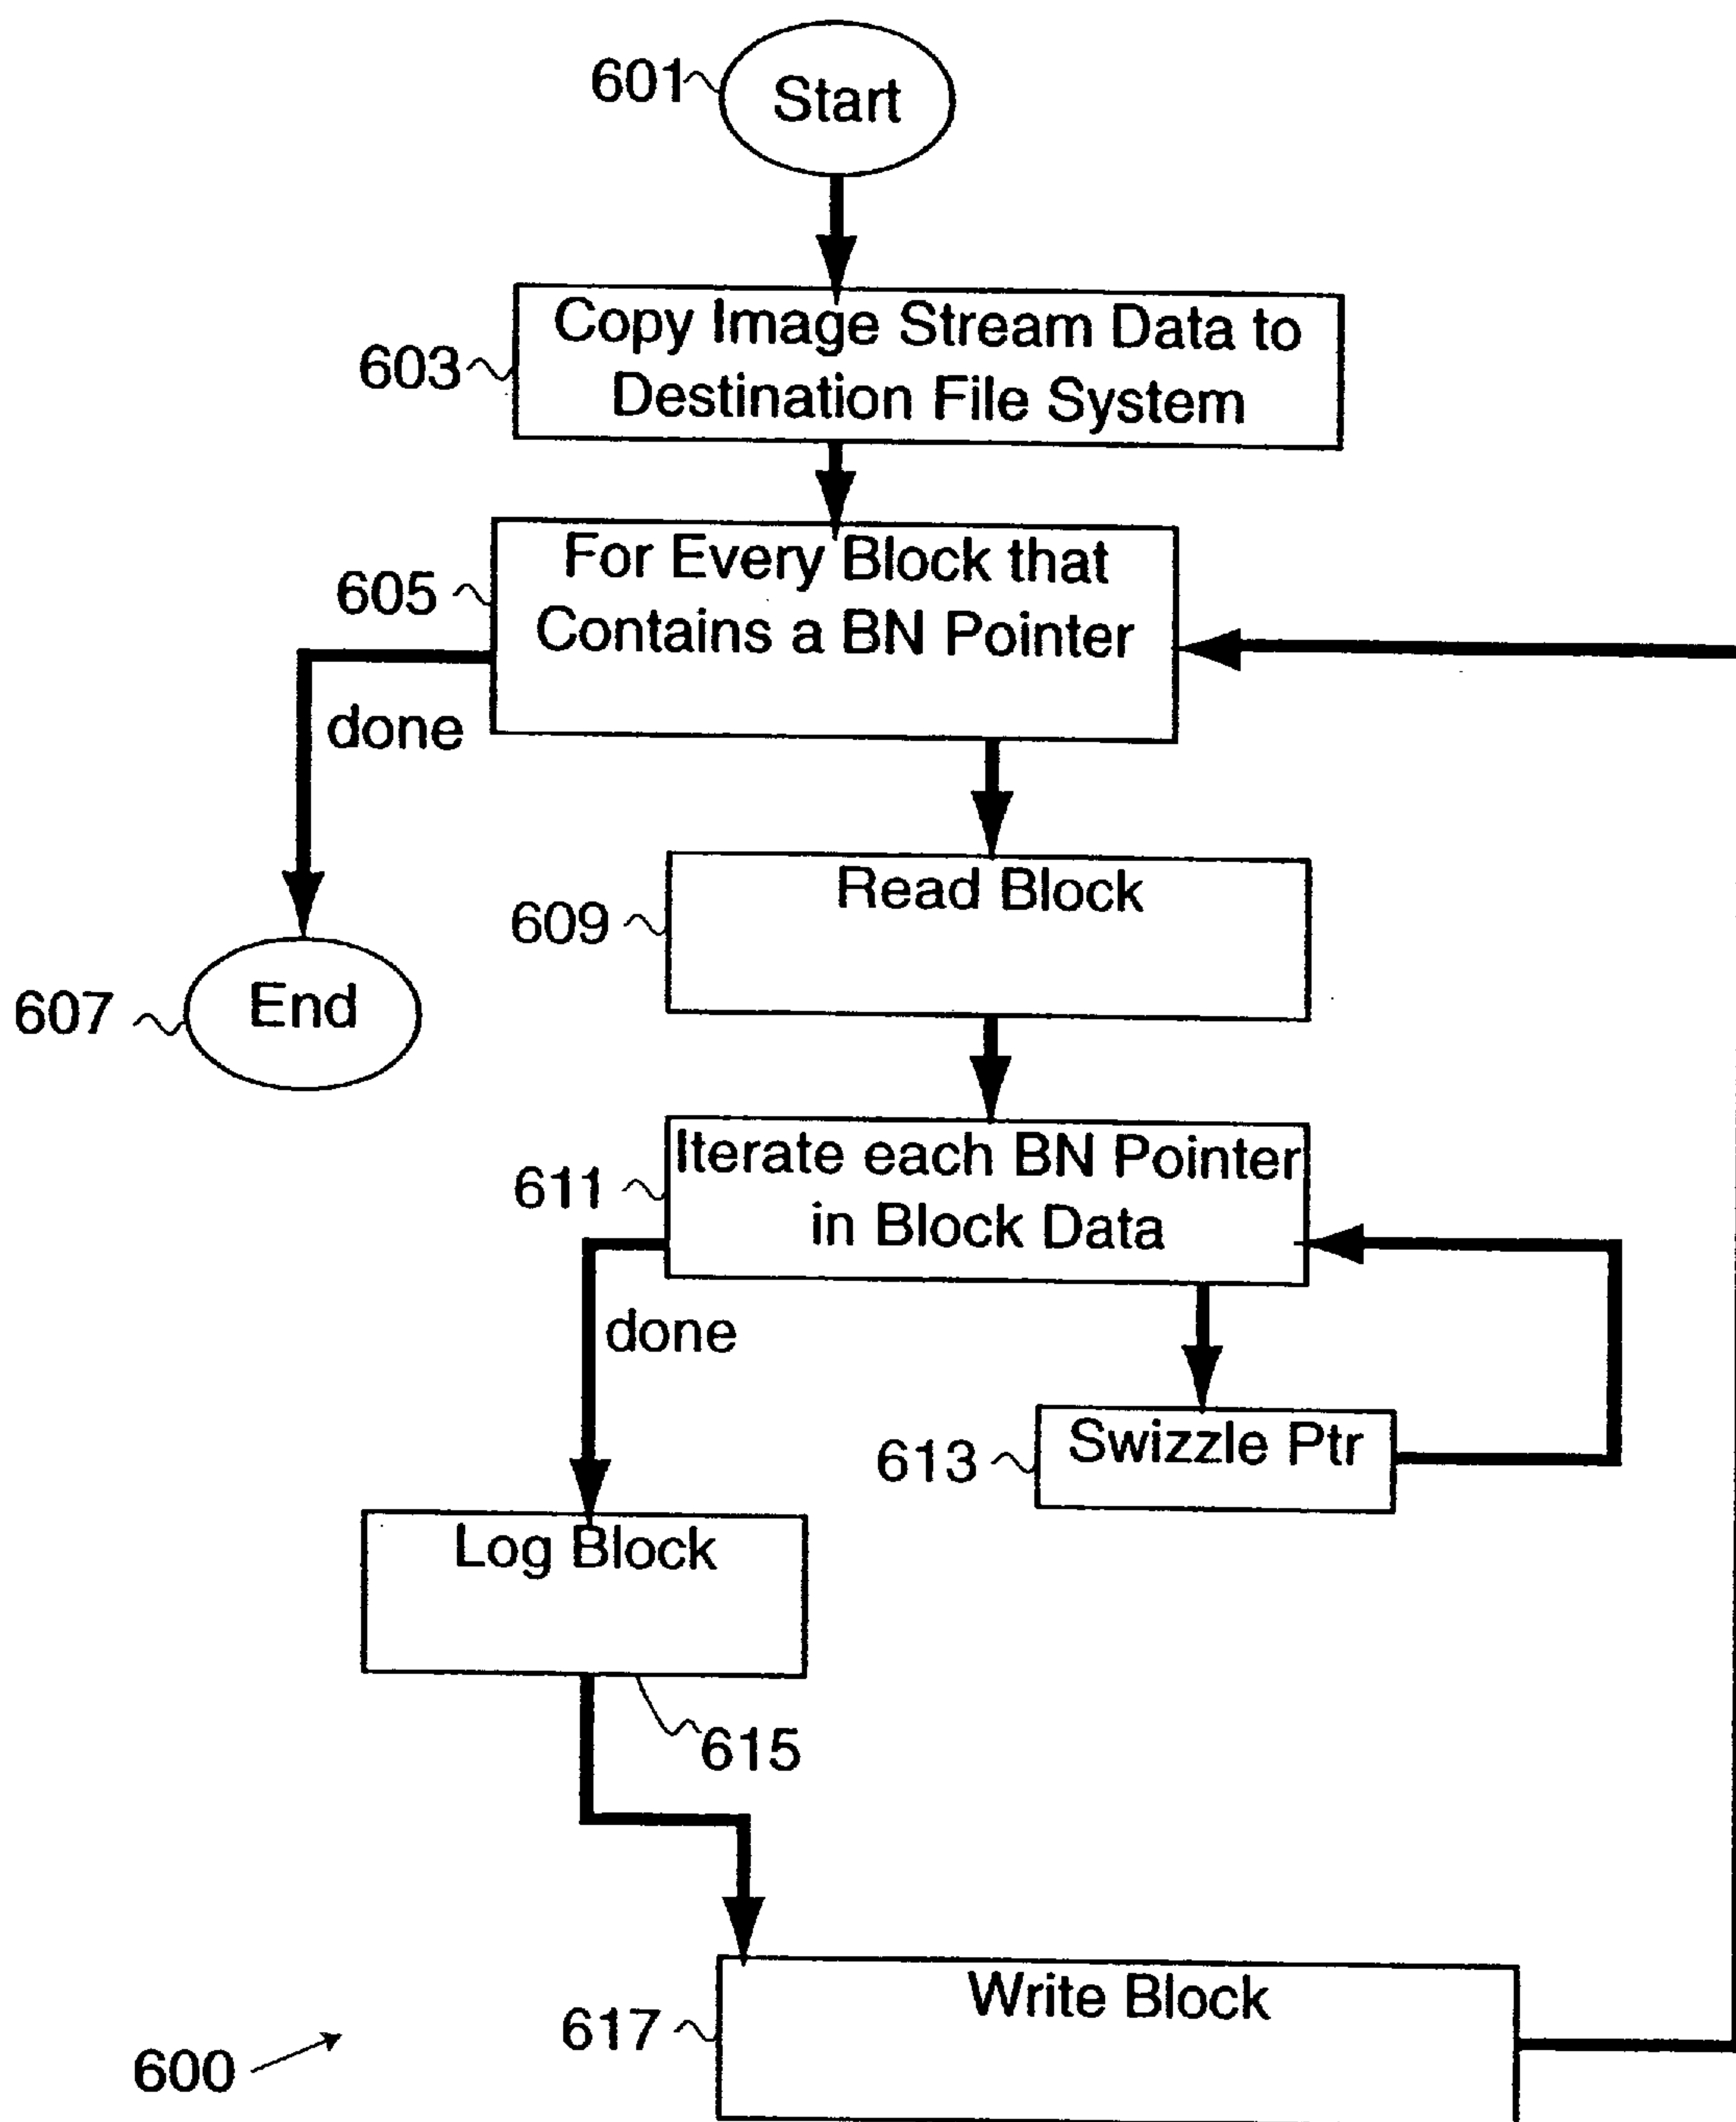 601
Start
603
Copy Image Stream Data to
Destination File System
605
For Every Block that
Contains a BN Pointer
done
609
Read Block
607
End
611
Iterate each BN Pointer
in Block Data
done
613
Swizzle Ptr
Log Block
615
617
Write Block
600